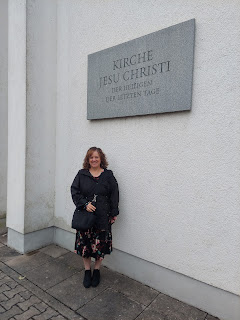 KIRCHE
JESU CHRISTI
DER HEILIGEN
DER LETZTEN TAGE